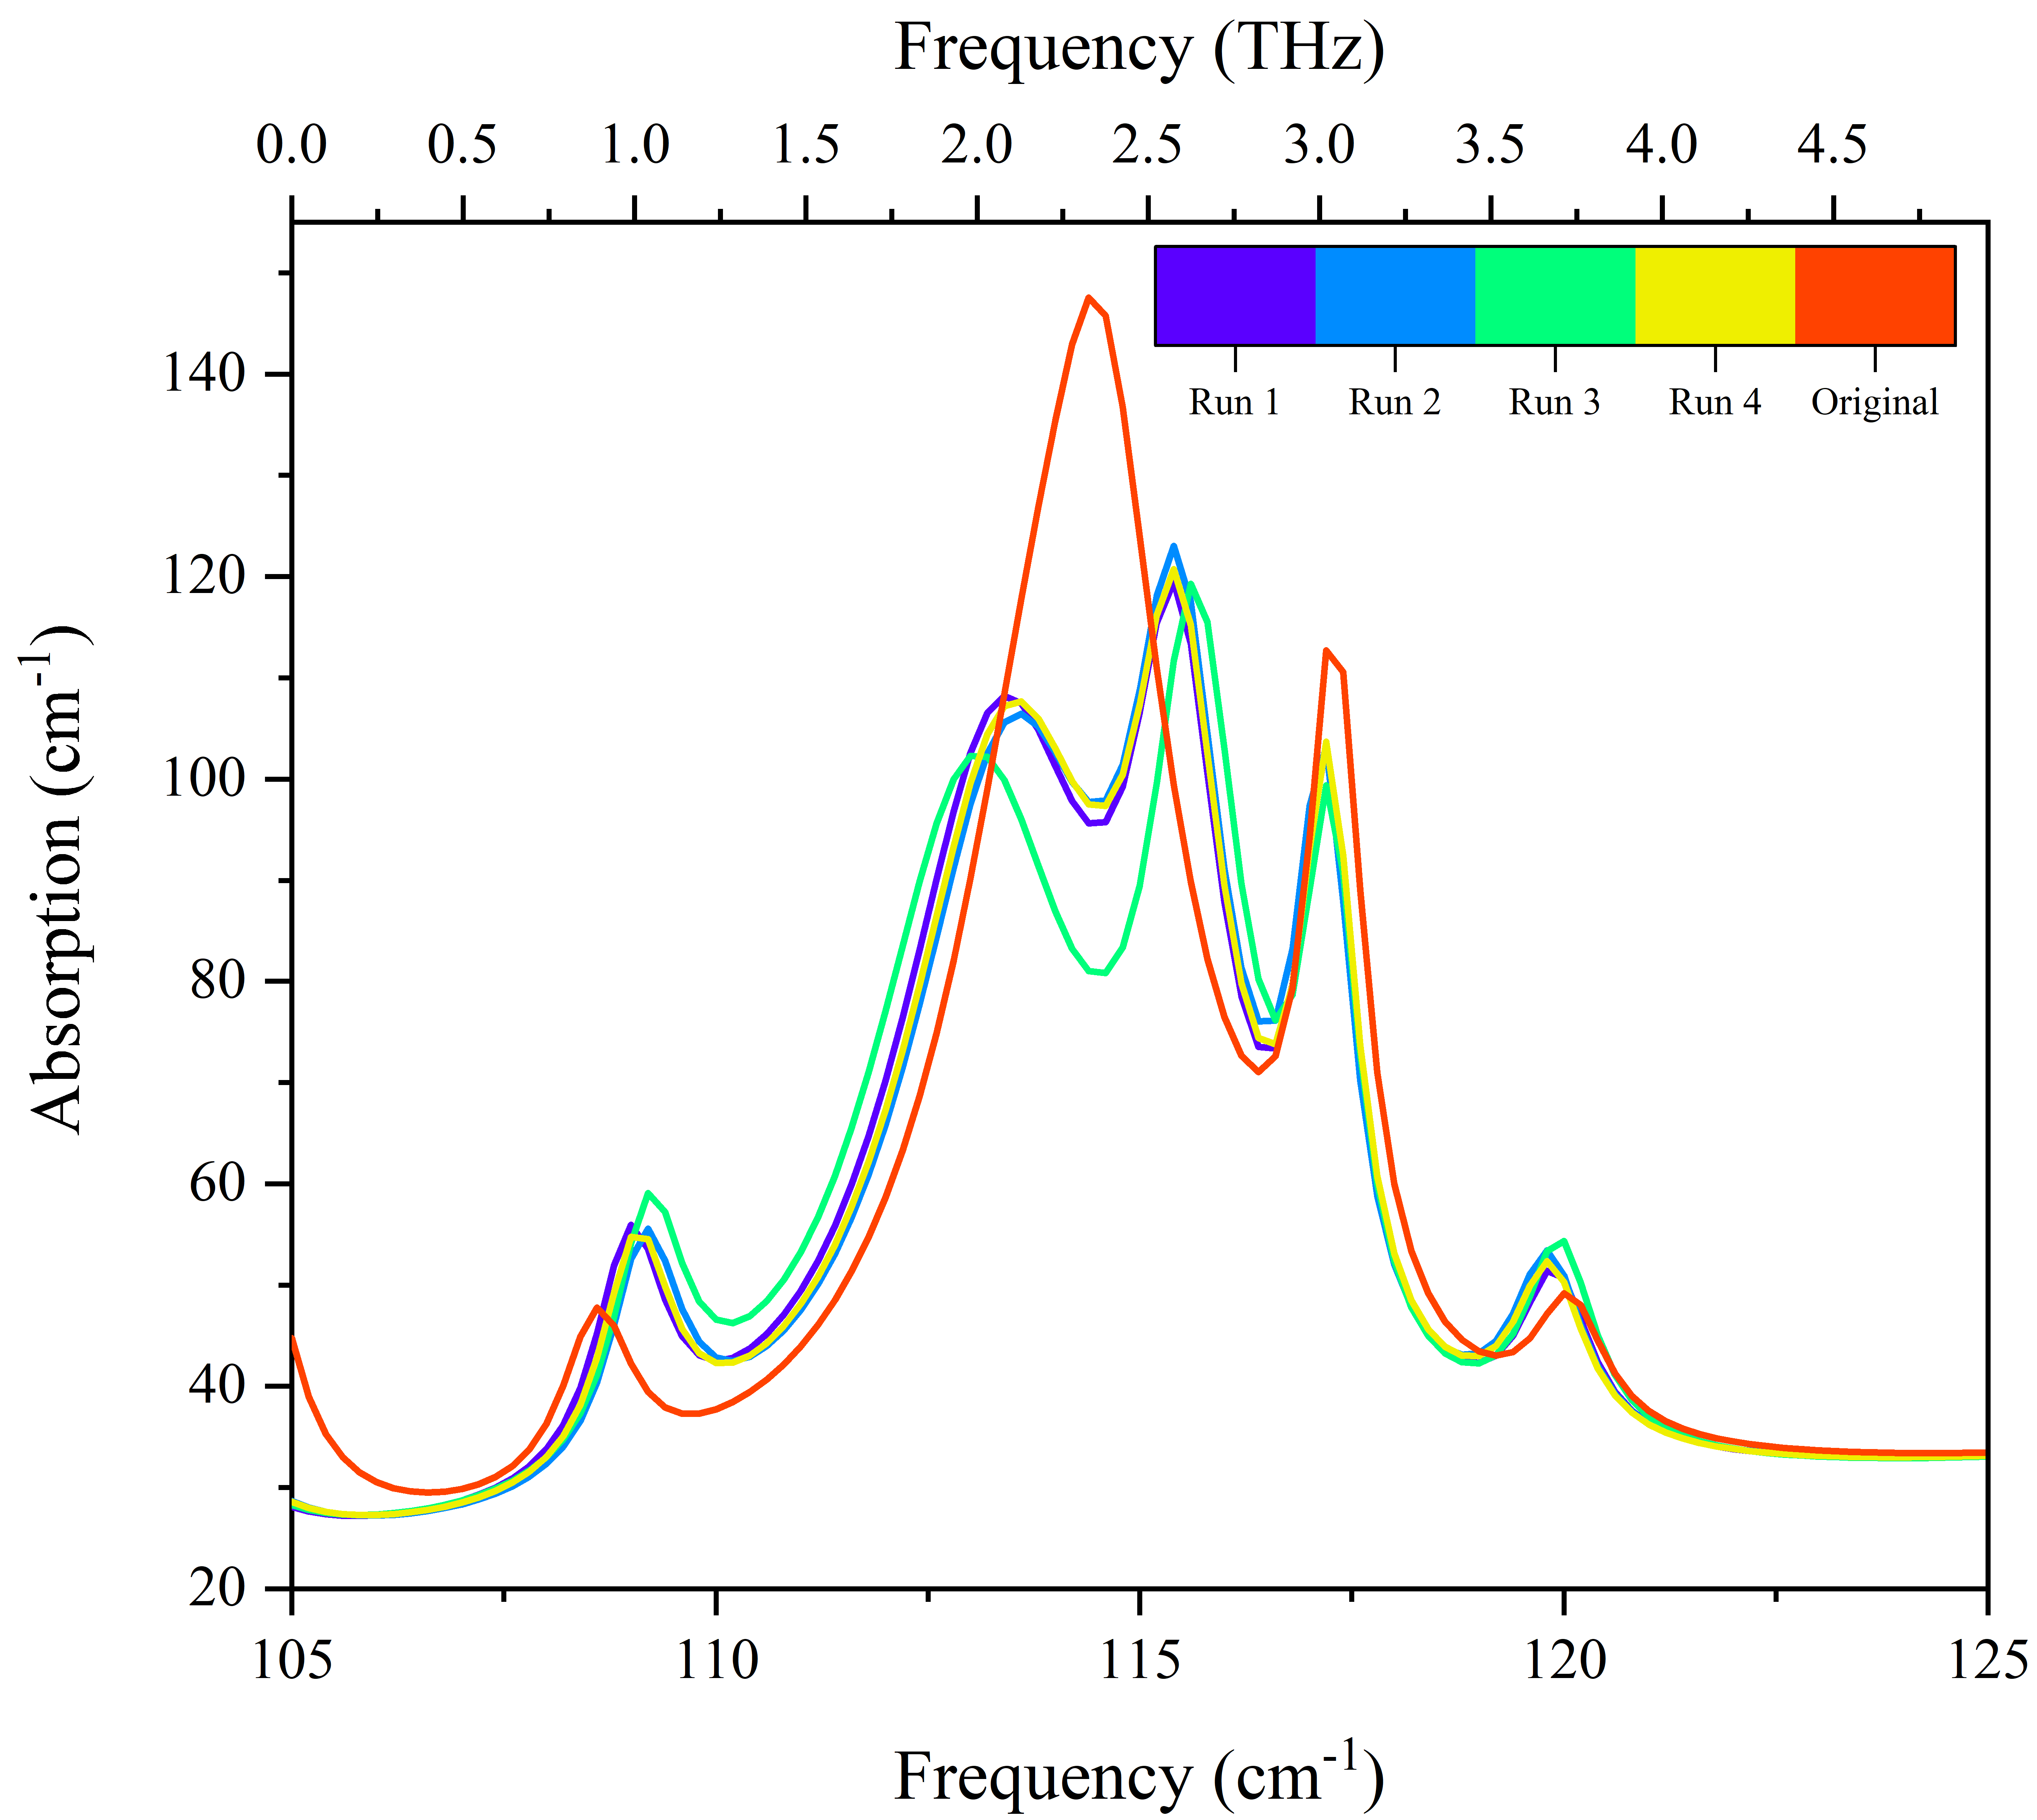 Frequency (THz)
0.0 0.5 1.0 1.5 2.0 2.5 3.0 3.5 4.0 4.5
Run 1 Run 2 Run 3 Run 4 Original
Absorption (cm⁻¹)
140
120
100
80
60
40
20
105 110 115 120 125
Frequency (cm⁻¹)